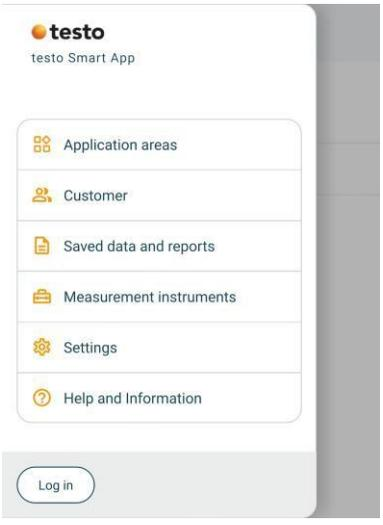 testo
testo Smart App
Application areas
Customer
Saved data and reports
Measurement instruments
Settings
Help and Information
Log in